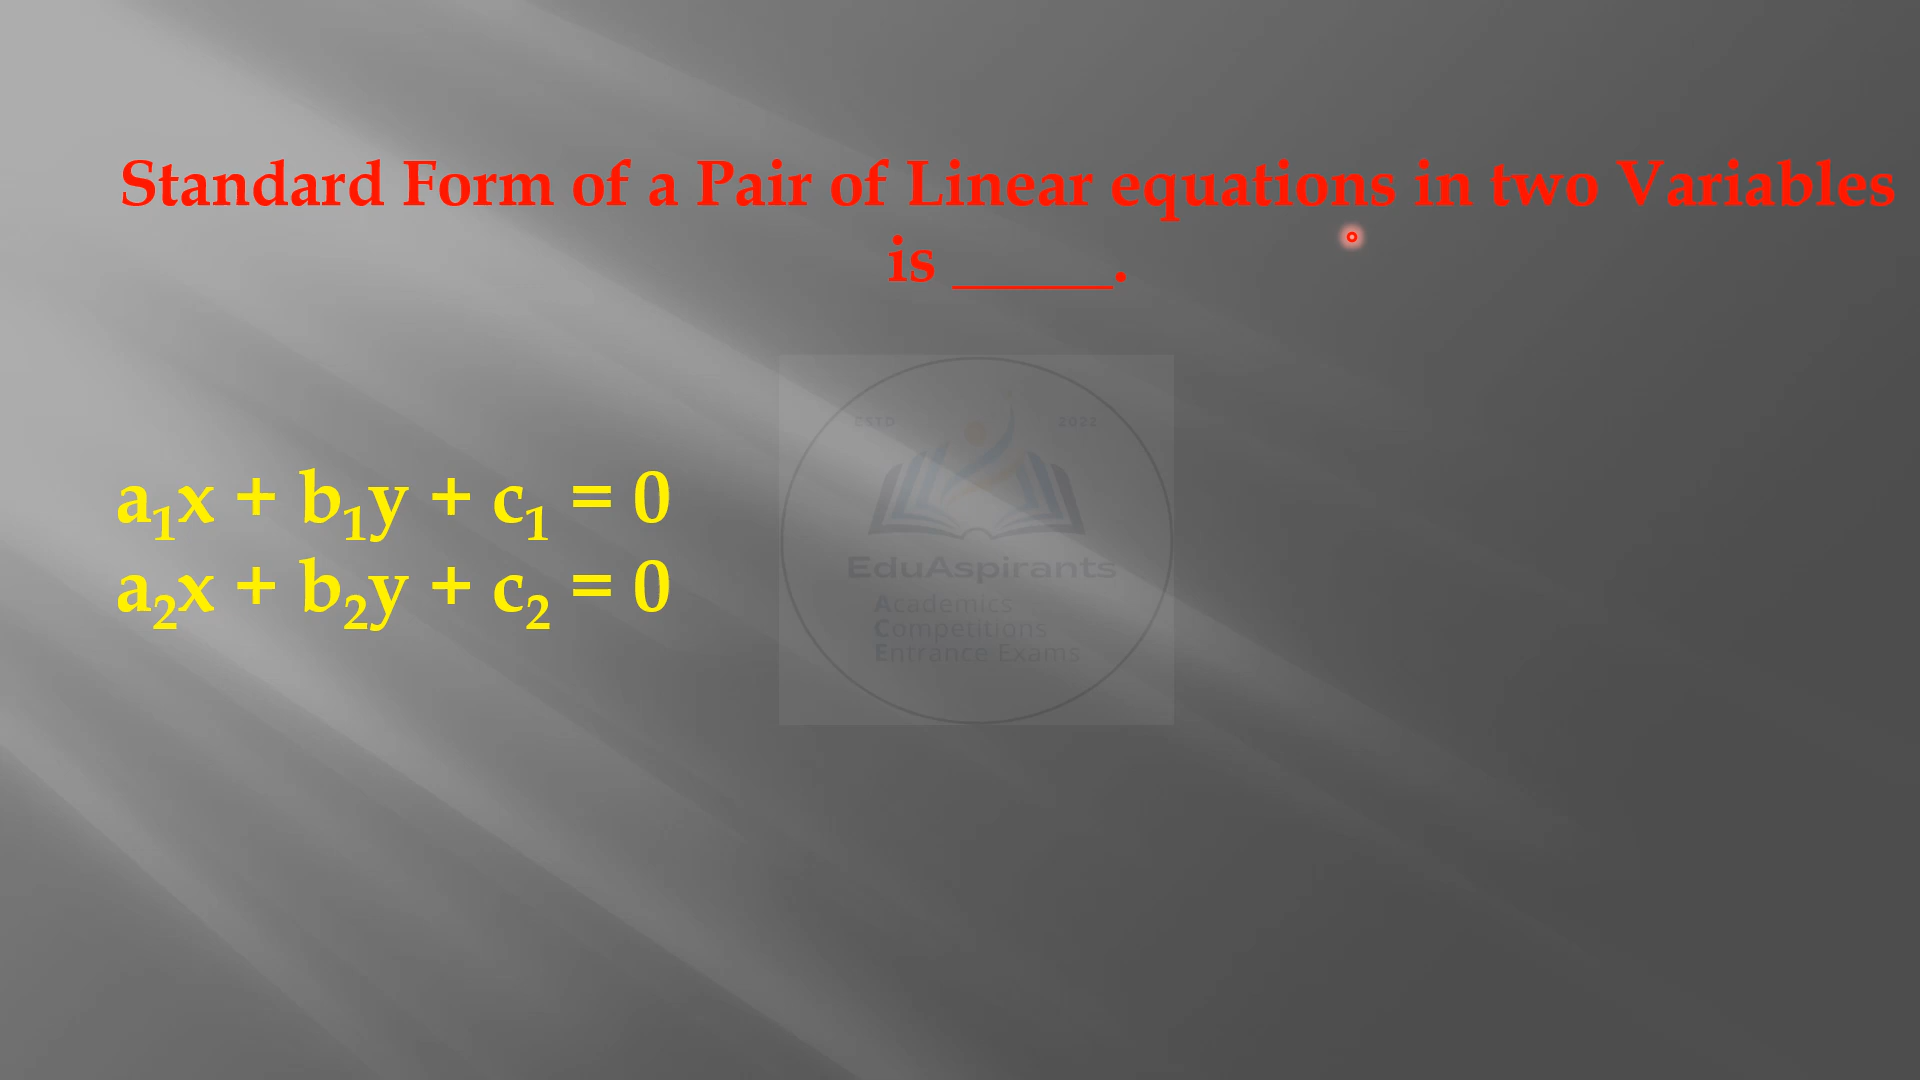 Standard Form of a Pair of Linear equations in two Variables
is ______.
ESTD 2022
a₁x + b₁y + c₁ = 0
a₂x + b₂y + c₂ = 0
EduAspirants
Academics
Competitions
Entrance Exams